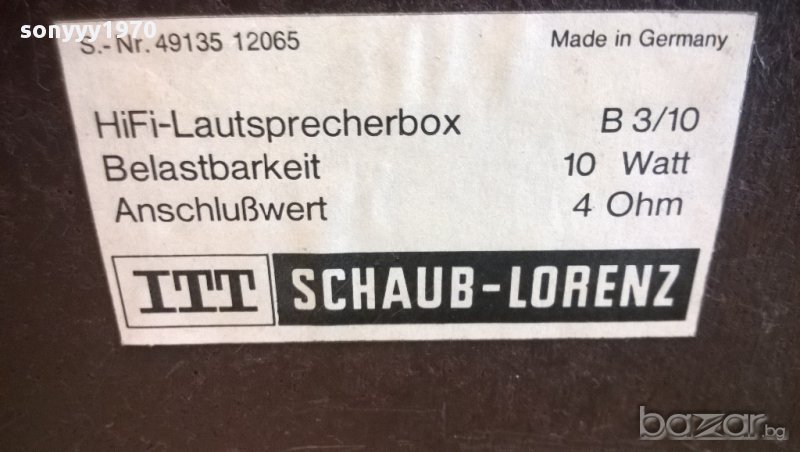 sonyyy1970
S.-Nr. 49135 12065 Made in Germany
HiFi-Lautsprecherbox B 3/10
Belastbarkeit 10 Watt
Anschlußwert 4 Ohm
ITT SCHAUB-LORENZ
bazar.bg